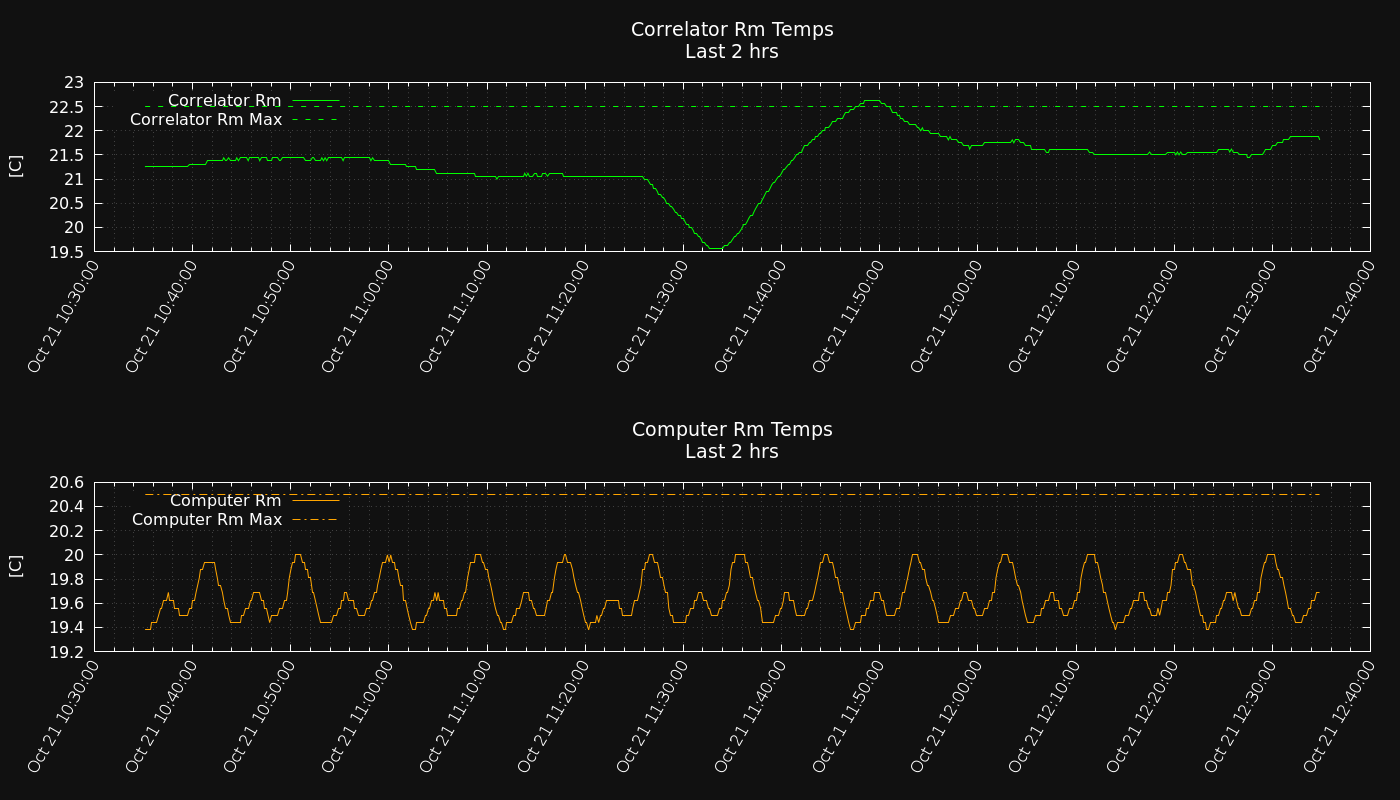 Correlator Rm Temps
Last 2 hrs
[C]
23
22.5
22
21.5
21
20.5
20
19.5
Correlator Rm
Correlator Rm Max
Oct 21 10:30:00
Oct 21 10:40:00
Oct 21 10:50:00
Oct 21 11:00:00
Oct 21 11:10:00
Oct 21 11:20:00
Oct 21 11:30:00
Oct 21 11:40:00
Oct 21 11:50:00
Oct 21 12:00:00
Oct 21 12:10:00
Oct 21 12:20:00
Oct 21 12:30:00
Oct 21 12:40:00
Computer Rm Temps
Last 2 hrs
[C]
20.6
20.4
20.2
20
19.8
19.6
19.4
19.2
Computer Rm
Computer Rm Max
Oct 21 10:30:00
Oct 21 10:40:00
Oct 21 10:50:00
Oct 21 11:00:00
Oct 21 11:10:00
Oct 21 11:20:00
Oct 21 11:30:00
Oct 21 11:40:00
Oct 21 11:50:00
Oct 21 12:00:00
Oct 21 12:10:00
Oct 21 12:20:00
Oct 21 12:30:00
Oct 21 12:40:00